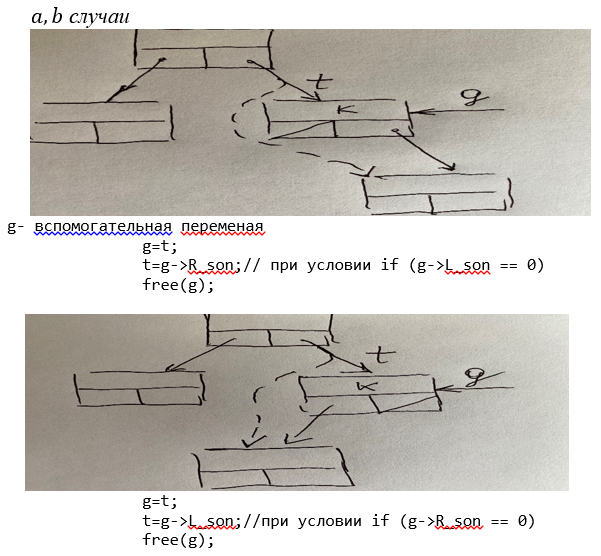 a, b случаи
t
K
g
g- вспомогательная переменая
g=t;
t=g->R_son;// при условии if (g->L_son == 0)
free(g);
t
K
g
g=t;
t=g->L_son;//при условии if (g->R_son == 0)
free(g);